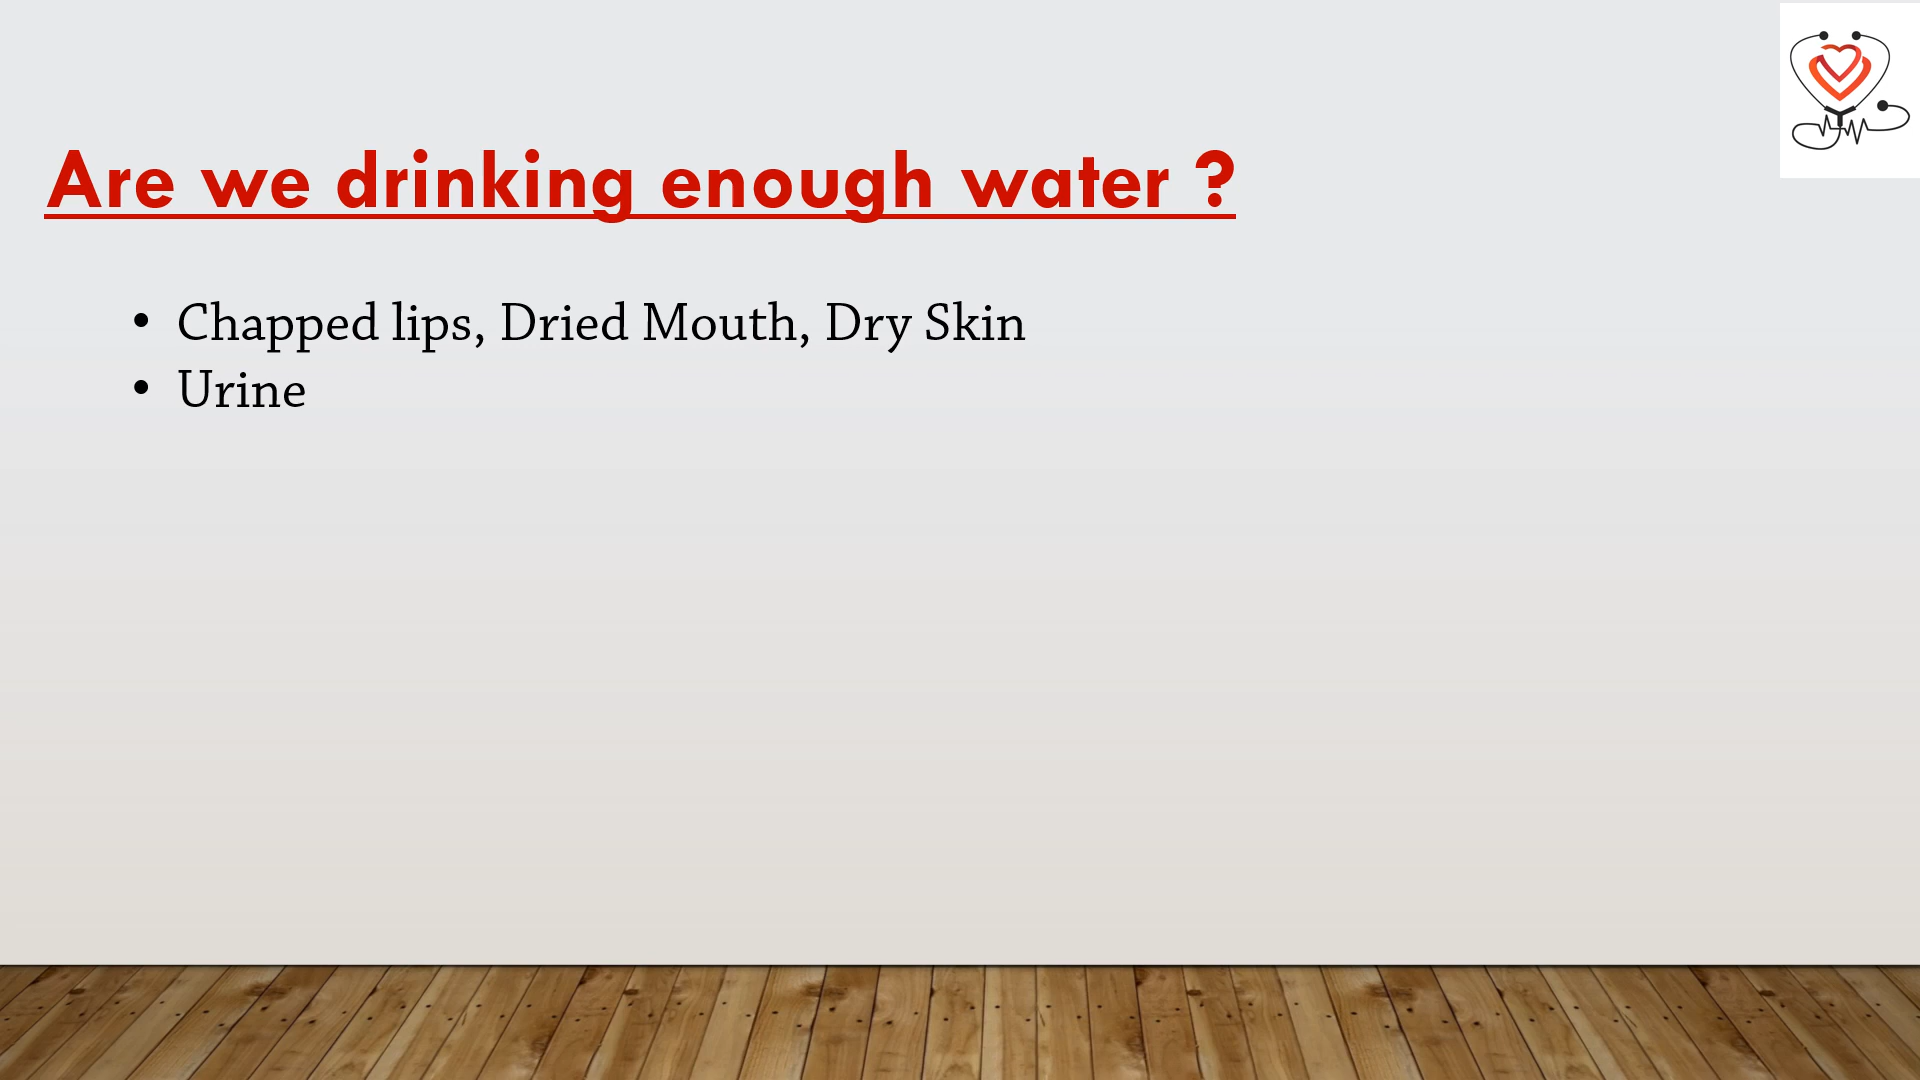 Are we drinking enough water ?
• Chapped lips, Dried Mouth, Dry Skin
• Urine